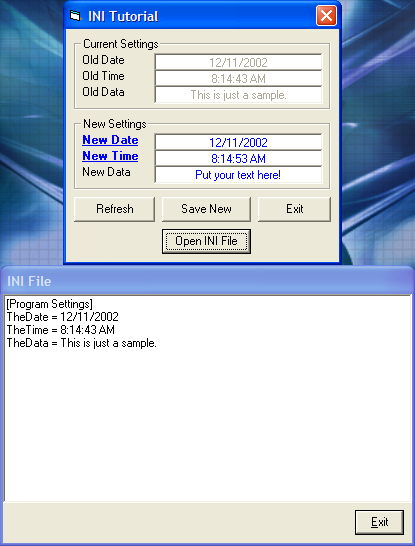 INI Tutorial
Current Settings
Old Date 12/11/2002
Old Time 8:14:43 AM
Old Data This is just a sample.
New Settings
New Date 12/11/2002
New Time 8:14:53 AM
New Data Put your text here!
Refresh Save New Exit
Open INI File
INI File
[Program Settings]
TheDate = 12/11/2002
TheTime = 8:14:43 AM
TheData = This is just a sample.
Exit